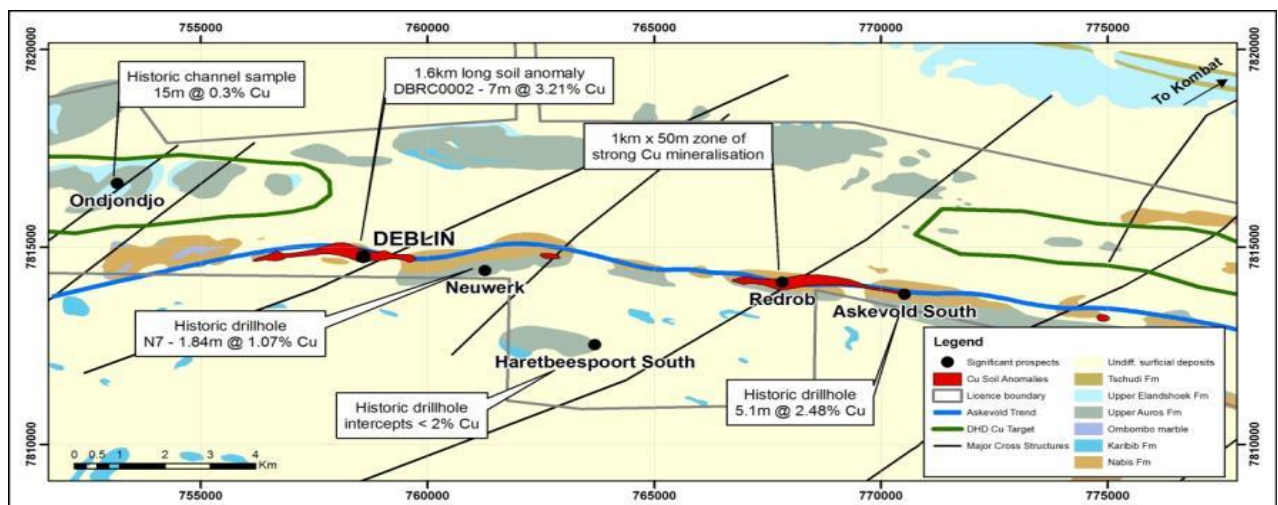 755000
760000
765000
770000
775000
7820000
7820000
Historic channel sample
15m @ 0.3% Cu
1.6km long soil anomaly
DBRC0002 - 7m @ 3.21% Cu
To Kombat
1km x 50m zone of
strong Cu mineralisation
Ondjondjo
7815000
7815000
DEBLIN
Neuwerk
Redrob
Askevold South
Historic drillhole
N7 - 1.84m @ 1.07% Cu
Haretbeespoort South
Historic drillhole
intercepts < 2% Cu
Historic drillhole
5.1m @ 2.48% Cu
Legend
Significant prospects
Cu Soil Anomalies
Licence boundary
Askevold Trend
DHD Cu Target
Major Cross Structures
Undiff. surficial deposits
Tschudi Fm
Upper Elandshoek Fm
Upper Auros Fm
Ombombo marble
Karibib Fm
Nabis Fm
7810000
7810000
0 0.5 1 2 3 4
Km
755000
760000
765000
770000
775000